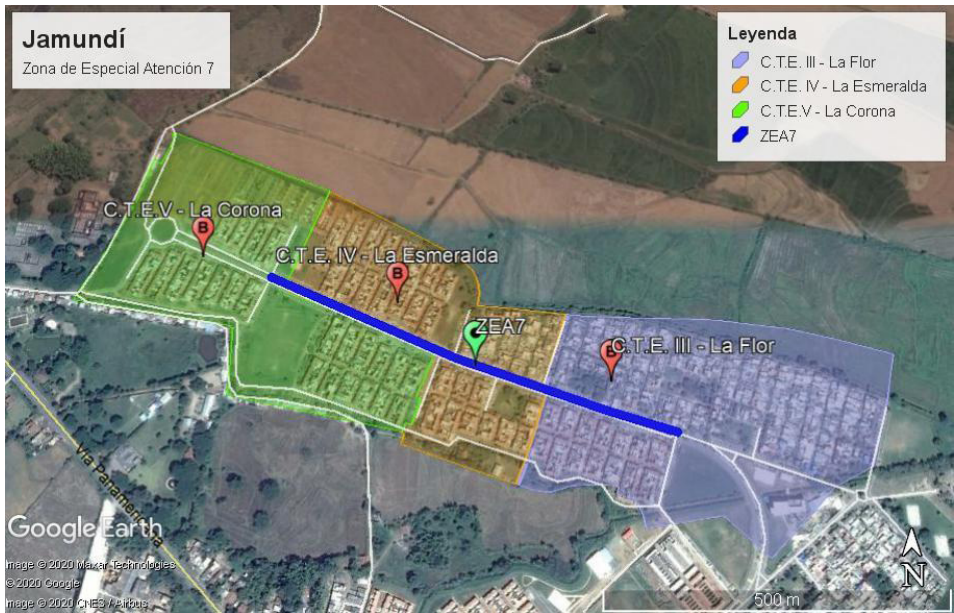 Jamundí
Zona de Especial Atención 7
Leyenda
C.T.E. III - La Flor
C.T.E. IV - La Esmeralda
C.T.E.V - La Corona
ZEA7
C.T.E.V - La Corona
B
C.T.E. IV - La Esmeralda
B
ZEA7
C.T.E. III - La Flor
B
Vía Panamericana
Google Earth
Image © 2020 Maxar Technologies
© 2020 Google
Image © 2020 CNES / Airbus
N
500 m